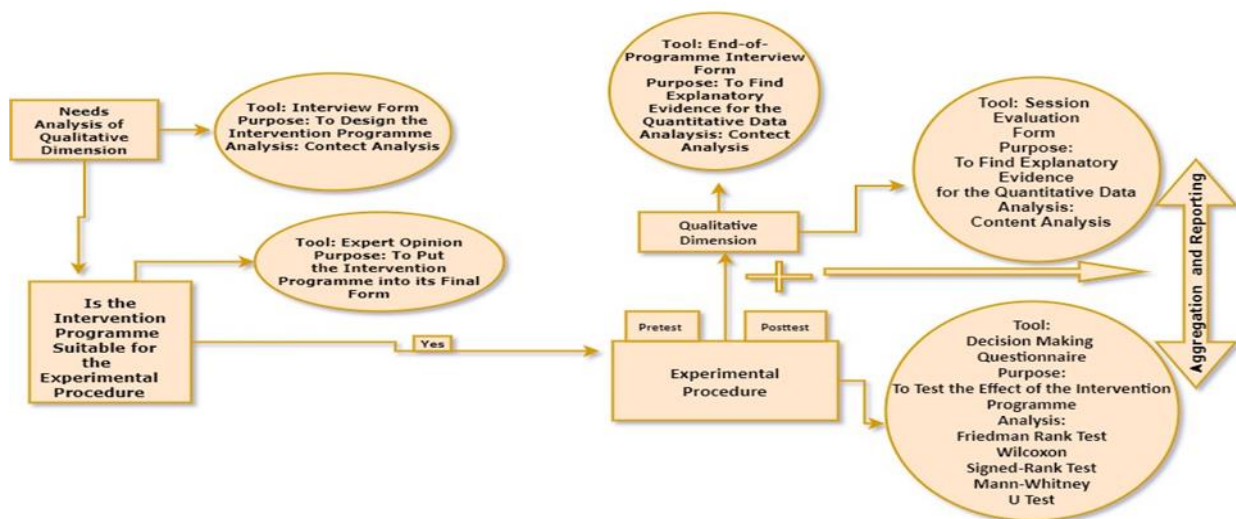 Needs
Analysis of
Qualitative
Dimension
Tool: Interview Form
Purpose: To Design the
Intervention Programme
Analysis: Contect Analysis
Tool: Expert Opinion
Purpose: To Put
the Intervention
Programme into its Final
Form
Is the
Intervention
Programme
Suitable for
the
Experimental
Procedure
Yes
Tool: End-of-
Programme Interview
Form
Purpose: To Find
Explanatory
Evidence for the
Quantitative Data
Analaysis: Contect
Analysis
Qualitative
Dimension
Tool: Session
Evaluation
Form
Purpose:
To Find Explanatory
Evidence
for the Quantitative Data
Analysis:
Content Analysis
Pretest
Posttest
Experimental
Procedure
Tool:
Decision Making
Questionnaire
Purpose:
To Test the Effect of the Intervention
Programme
Analysis:
Friedman Rank Test
Wilcoxon
Signed-Rank Test
Mann-Whitney
U Test
Aggregation and Reporting